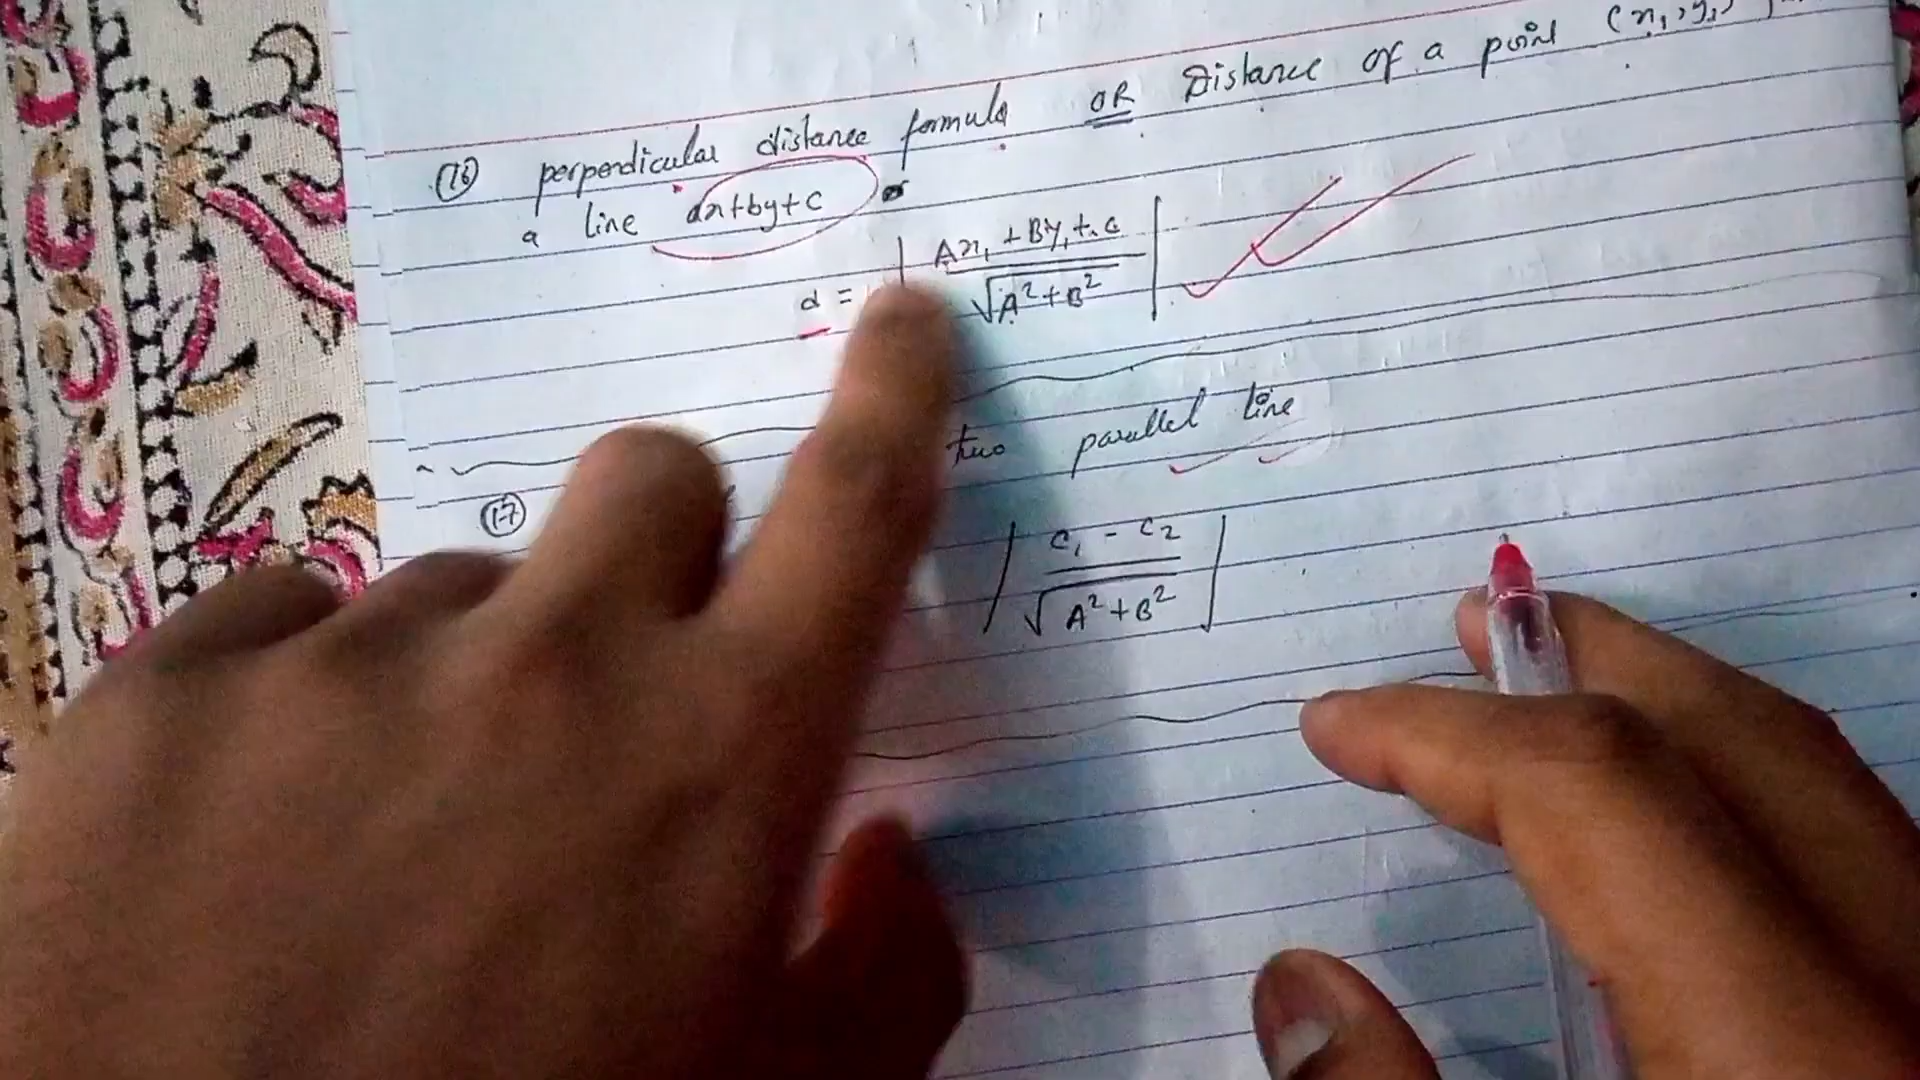 (16) perpendicular distance formula OR Distance of a point (x₁, y₁)
a line ax+by+c
d = | Ax₁ + By₁ + c / √A²+B² |
(17) two parallel line
| c₁ - c₂ / √A²+B² |